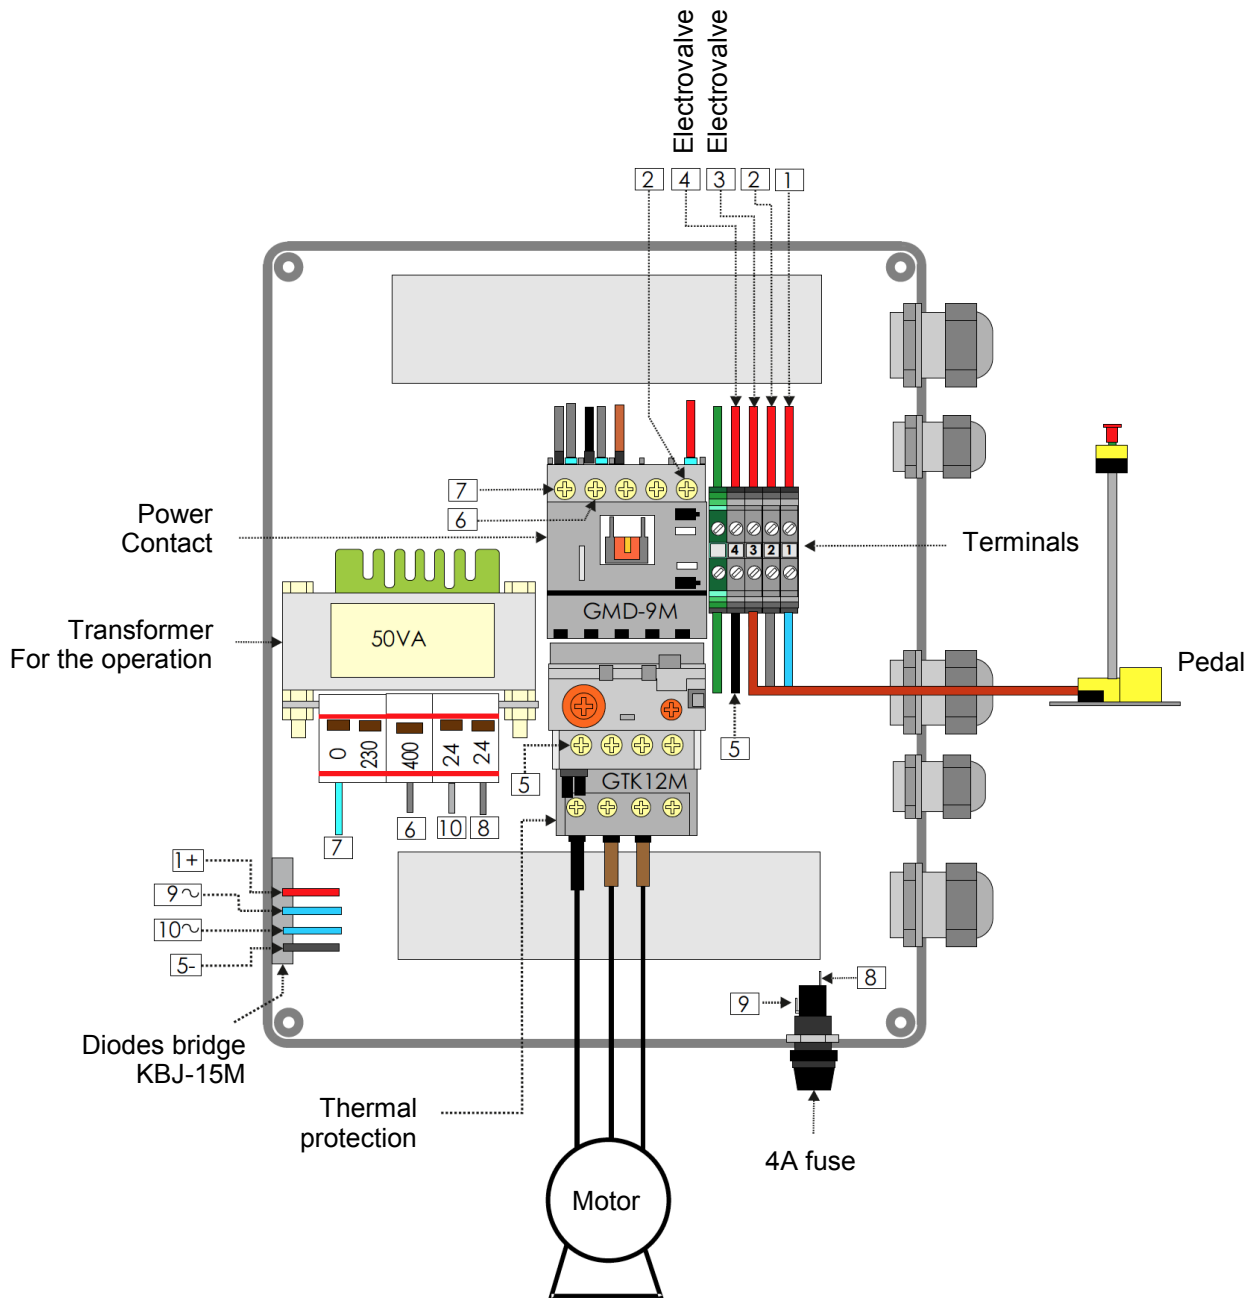 Electrovalve
Electrovalve
2
4
3
2
1
7
6
Power
Contact
4
3
2
1
Terminals
GMD-9M
Transformer
For the operation
50VA
Pedal
0
230
400
24
24
5
5
GTK12M
7
6
10
8
1+
9~
10~
5-
8
9
Diodes bridge
KBJ-15M
Thermal
protection
4A fuse
Motor